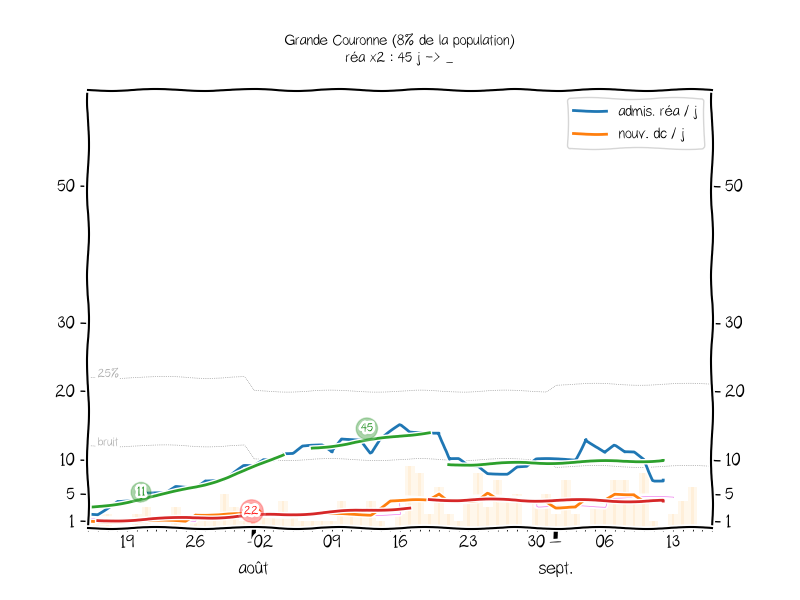 Grande Couronne (8% de la population)
réa x2 : 45 j -> _
admis. réa / j
nouv. dc / j
50 50
30 30
25%
20 20
45
bruit
10 10
11
5 5
22
1 1
19 26 02 09 16 23 30 06 13
août sept.